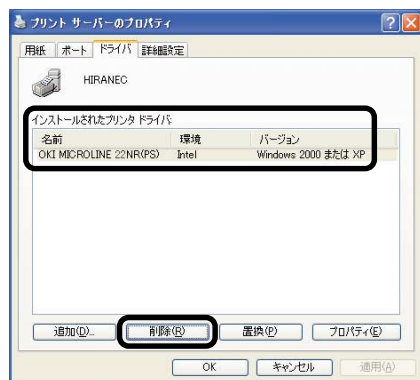 プリント サーバーのプロパティ
用紙 ポート ドライバ 詳細設定
HIRANEC
インストールされたプリンタ ドライバ:
名前 環境 バージョン
OKI MICROLINE 22NR(PS) Intel Windows 2000 または XP
追加(D)... 削除(R) 置換(P) プロパティ(E)
OK キャンセル 適用(A)